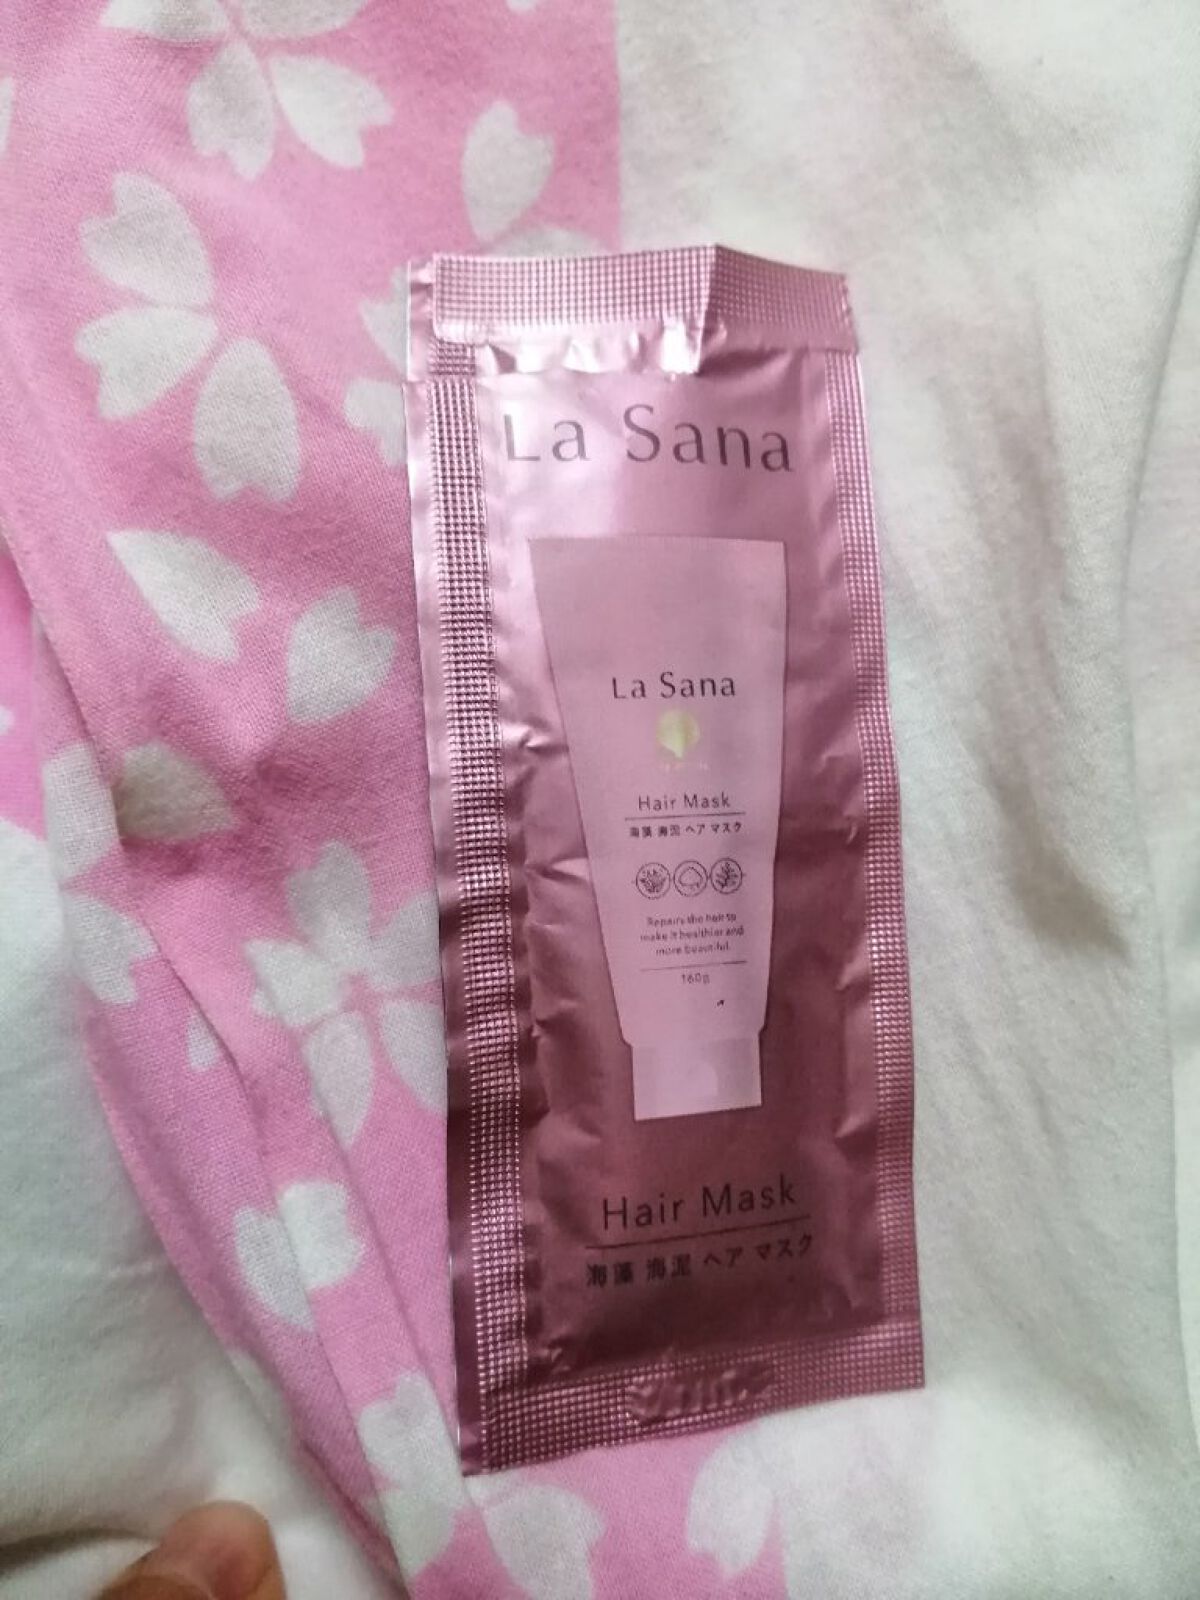 La Sana
La Sana
Hair Mask
海藻 海泥 ヘア マスク
Repairs the hair to
make it healthier and
more beautiful.
160g
Hair Mask
海藻 海泥 ヘア マスク